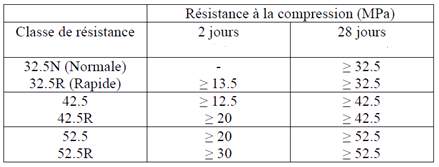 Résistance à la compression (MPa)
Classe de résistance 2 jours 28 jours
32.5N (Normale) - ≥ 32.5
32.5R (Rapide) ≥ 13.5 ≥ 32.5
42.5 ≥ 12.5 ≥ 42.5
42.5R ≥ 20 ≥ 42.5
52.5 ≥ 20 ≥ 52.5
52.5R ≥ 30 ≥ 52.5